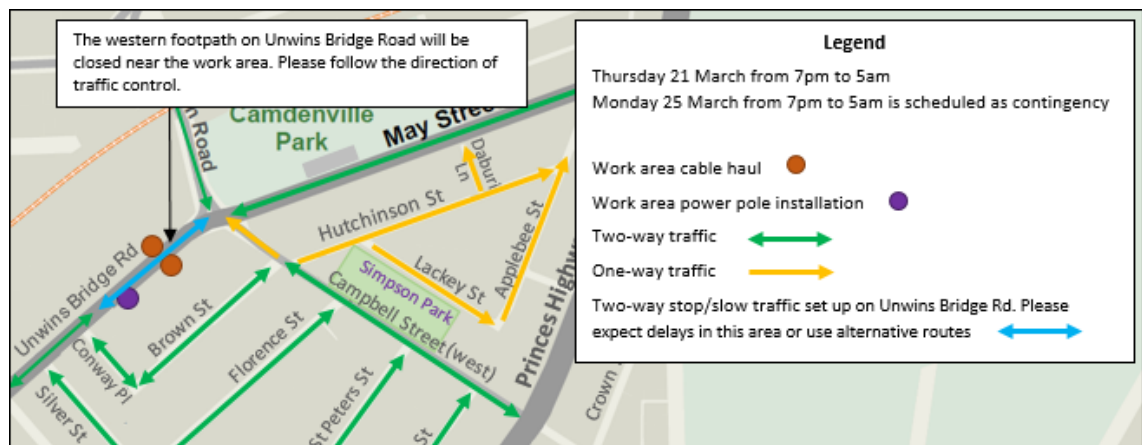 The western footpath on Unwins Bridge Road will be
closed near the work area. Please follow the direction of
traffic control.
Legend
Thursday 21 March from 7pm to 5am
Monday 25 March from 7pm to 5am is scheduled as contingency
Work area cable haul
Work area power pole installation
Two-way traffic
One-way traffic
Two-way stop/slow traffic set up on Unwins Bridge Rd. Please
expect delays in this area or use alternative routes
Camdenville
Park
Road
May Street
Daburi
Ln
Hutchinson St
Applebee St
Lackey St
Simpson Park
Campbell Street (west)
Princes Highw
Unwins Bridge Rd
Brown St
Florence St
Conway Pl
Silver St
St Peters St
St
Crown